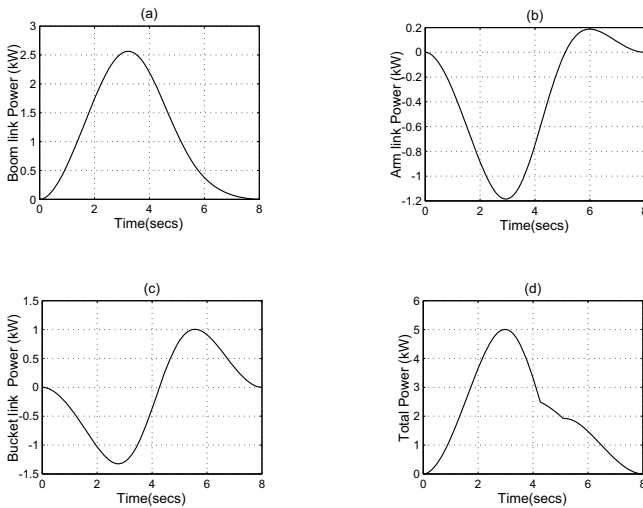 (a)
Boom link Power (kW)
3
2.5
2
1.5
1
0.5
0
0 2 4 6 8
Time(secs)
(b)
Arm link Power (kW)
0.2
0
-0.2
-0.4
-0.6
-0.8
-1
-1.2
0 2 4 6 8
Time(secs)
(c)
Bucket link Power (kW)
1.5
1
0.5
0
-0.5
-1
-1.5
0 2 4 6 8
Time(secs)
(d)
Total Power (kW)
6
5
4
3
2
1
0
0 2 4 6 8
Time(secs)